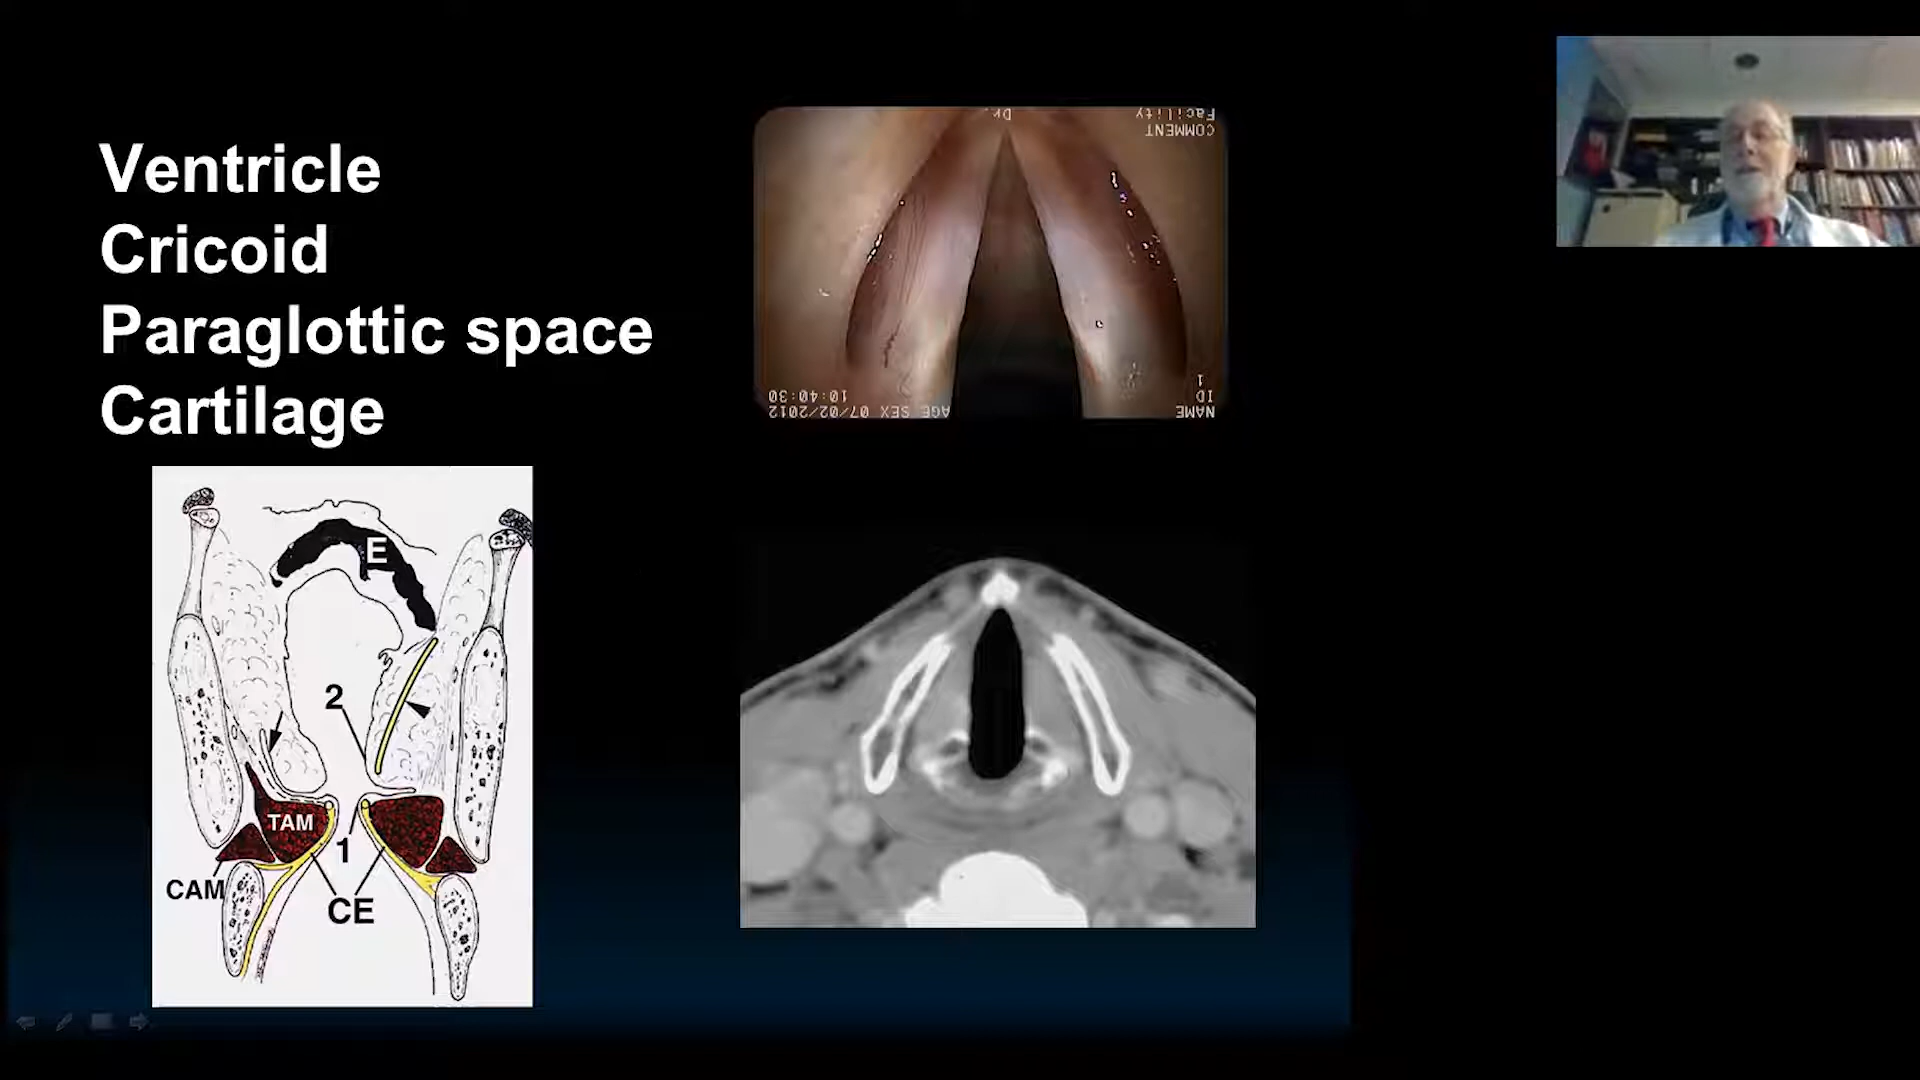 Ventricle
Cricoid
Paraglottic space
Cartilage
Dr.
Facility
COMMENT
1
ID
NAME
AGE SEX 07/02/2012
10:40:30
E
2
TAM
1
CAM
CE